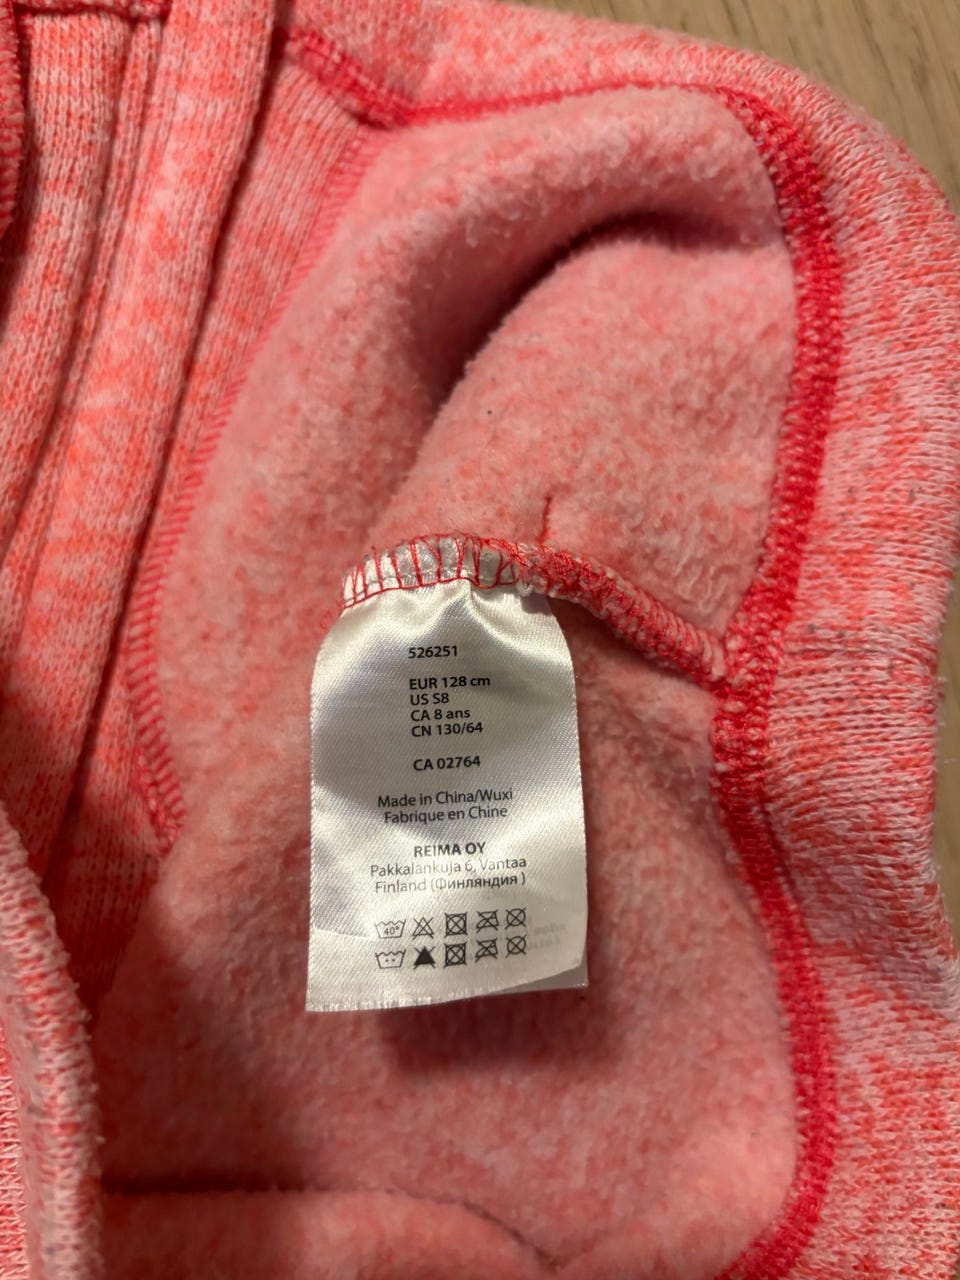 526251
EUR 128 cm
US S8
CA 8 ans
CN 130/64
CA 02764
Made in China/Wuxi
Fabrique en Chine
REIMA OY
Pakkalankuja 6, Vantaa
Finland (Финляндия )
40°